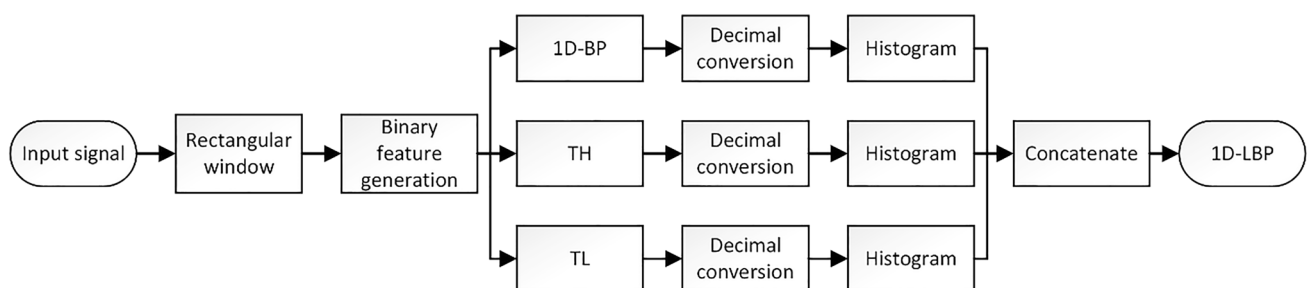 Input signal
Rectangular
window
Binary
feature
generation
1D-BP
Decimal
conversion
Histogram
TH
Decimal
conversion
Histogram
TL
Decimal
conversion
Histogram
Concatenate
1D-LBP